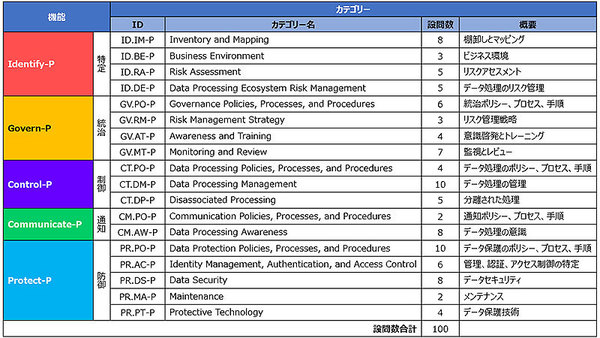 機能 カテゴリー
ID カテゴリー名 設問数 概要
Identify-P 特定 ID.IM-P Inventory and Mapping 8 棚卸しとマッピング
ID.BE-P Business Environment 3 ビジネス環境
ID.RA-P Risk Assessment 5 リスクアセスメント
ID.DE-P Data Processing Ecosystem Risk Management 5 データ処理のリスク管理
Govern-P 統治 GV.PO-P Governance Policies, Processes, and Procedures 6 統治ポリシー、プロセス、手順
GV.RM-P Risk Management Strategy 3 リスク管理戦略
GV.AT-P Awareness and Training 4 意識啓発とトレーニング
GV.MT-P Monitoring and Review 7 監視とレビュー
Control-P 制御 CT.PO-P Data Processing Policies, Processes, and Procedures 4 データ処理のポリシー、プロセス、手順
CT.DM-P Data Processing Management 10 データ処理の管理
CT.DP-P Disassociated Processing 5 分離された処理
Communicate-P 通知 CM.PO-P Communication Policies, Processes, and Procedures 2 通知ポリシー、プロセス、手順
CM.AW-P Data Processing Awareness 8 データ処理の意識
Protect-P 防御 PR.PO-P Data Protection Policies, Processes, and Procedures 10 データ保護のポリシー、プロセス、手順
PR.AC-P Identity Management, Authentication, and Access Control 6 管理、認証、アクセス制御の特定
PR.DS-P Data Security 8 データセキュリティ
PR.MA-P Maintenance 2 メンテナンス
PR.PT-P Protective Technology 4 データ保護技術
設問数合計 100